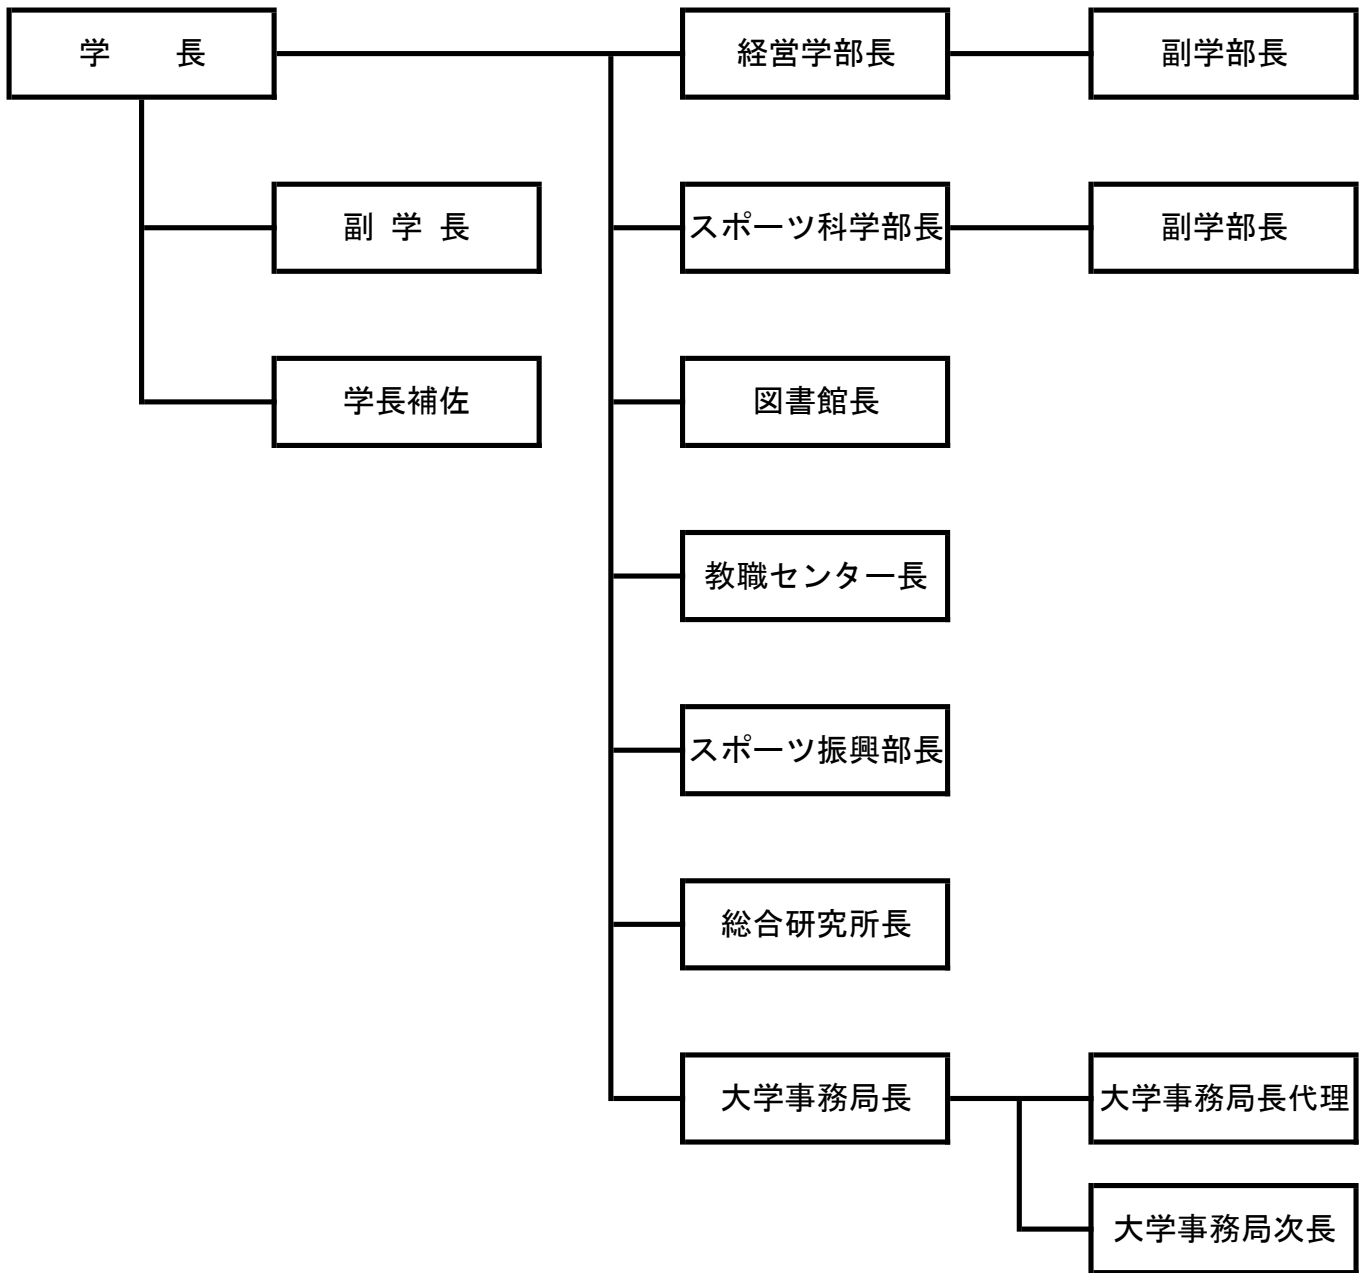 学　　長
経営学部長
副学部長
副 学 長
スポーツ科学部長
副学部長
学長補佐
図書館長
教職センター長
スポーツ振興部長
総合研究所長
大学事務局長
大学事務局長代理
大学事務局次長